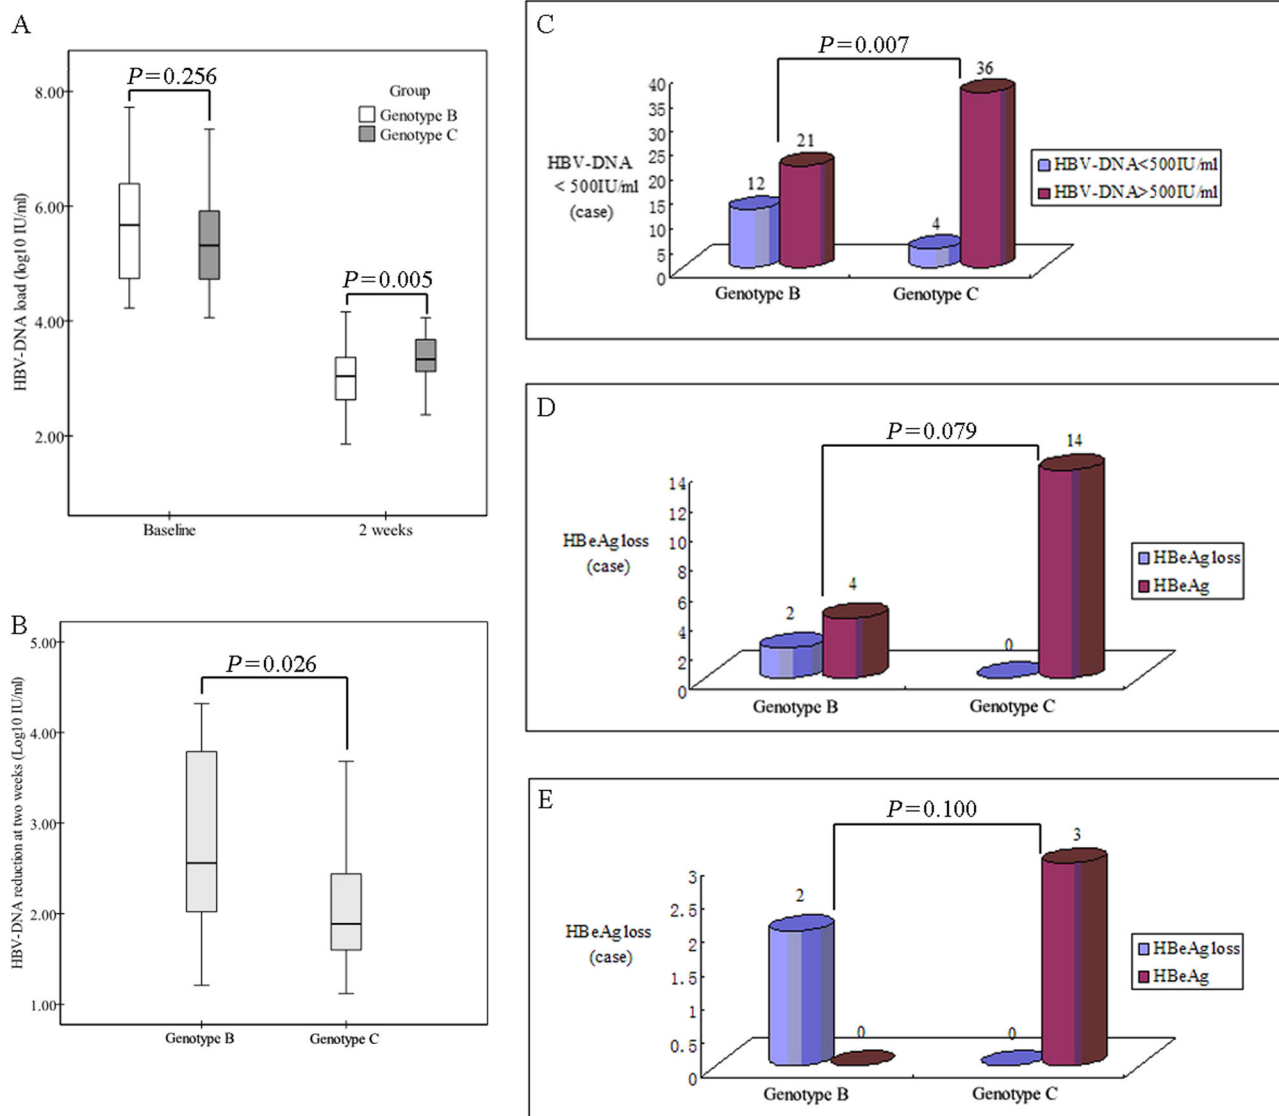 A
P=0.256
8.00
Group
Genotype B
Genotype C
6.00
P=0.005
4.00
2.00
HBV-DNA load (log10 IU/ml)
Baseline
2 weeks
B
5.00
P=0.026
4.00
3.00
2.00
1.00
HBV-DNA reduction at two weeks (Log10 IU/ml)
Genotype B
Genotype C
C
P=0.007
40
35
30
25
20
15
10
5
0
HBV-DNA
< 500IU/ml
(case)
12
21
4
36
Genotype B
Genotype C
HBV-DNA<500IU/ml
HBV-DNA>500IU/ml
D
P=0.079
14
12
10
8
6
4
2
0
HBeAg loss
(case)
2
4
0
14
Genotype B
Genotype C
HBeAg loss
HBeAg
E
P=0.100
3
2.5
2
1.5
1
0.5
0
HBeAg loss
(case)
2
0
0
3
Genotype B
Genotype C
HBeAg loss
HBeAg